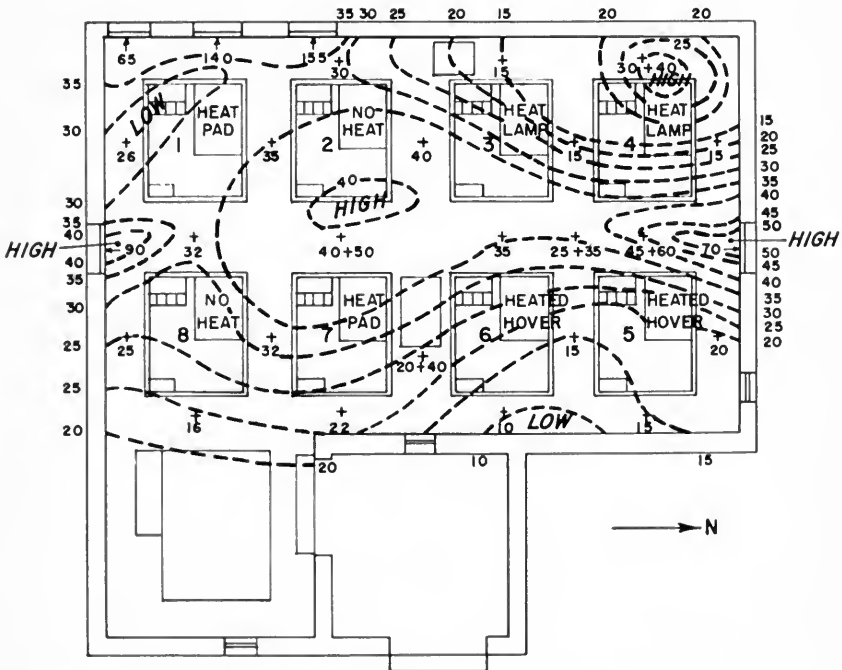 35 30 25 20 15 20 20
65 140 155
30
15
25
30 + 40
HIGH
35
LOW
HEAT PAD
NO HEAT
HEAT LAMP
HEAT LAMP
30
1 2 3 4
26 35 40 15 15
15
20
25
30
35
40
30
35
40
HIGH
90
40
35
32
40
HIGH
40 + 50
35
25 + 35
45 + 60
70
HIGH
45
50
50
45
40
35
30
25
20
30
NO HEAT
HEAT PAD
HEATED HOVER
HEATED HOVER
8 7 6 5
25
25 32 20 + 40 15 20
25
20
16 22 10 LOW 15
20 10 15
N